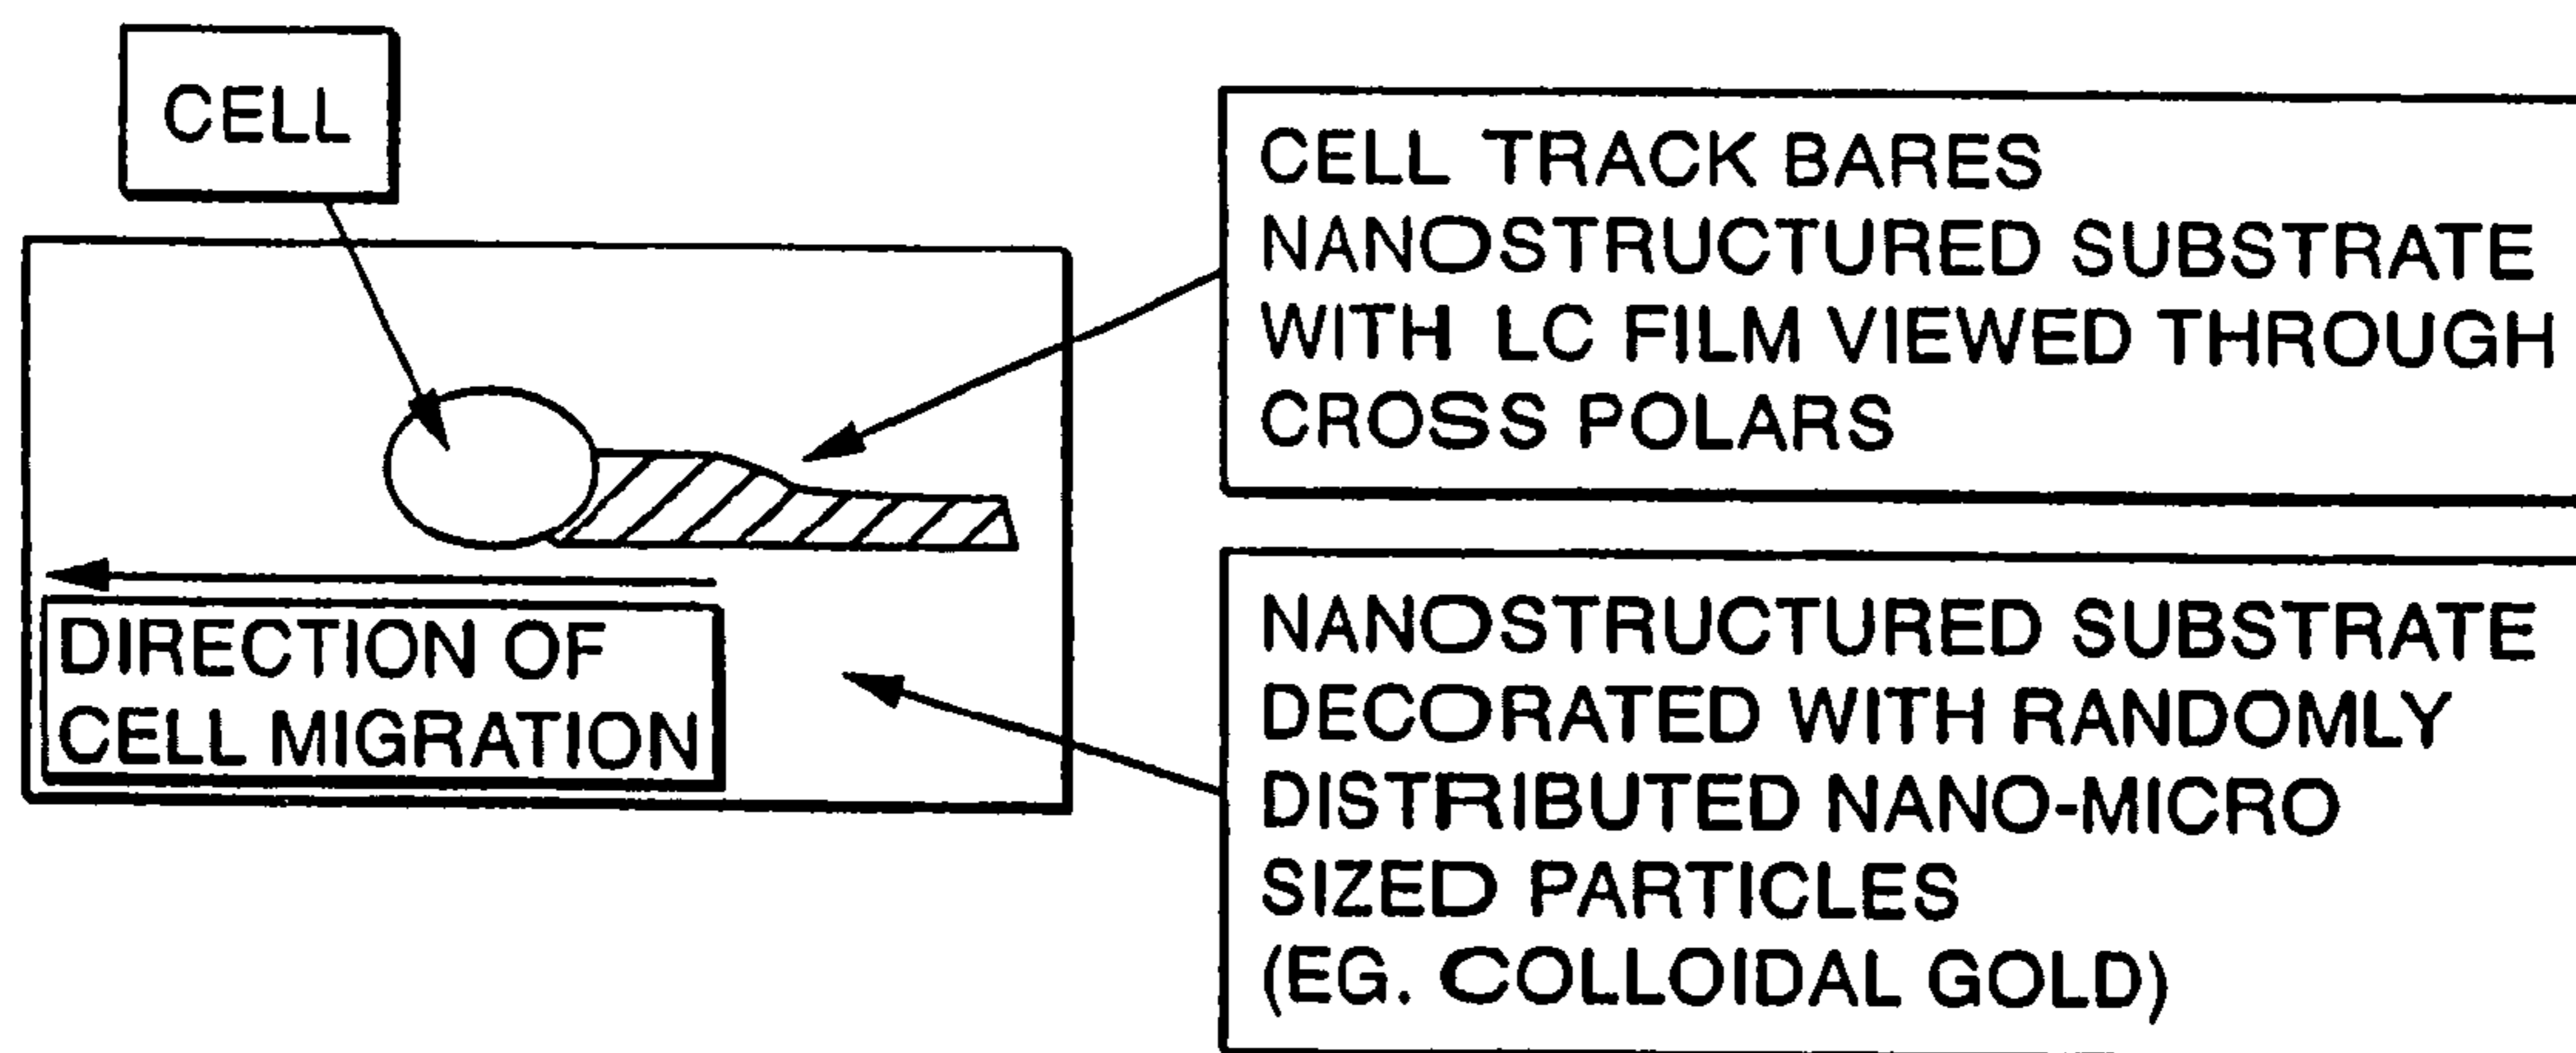 CELL
CELL TRACK BARES
NANOSTRUCTURED SUBSTRATE
WITH LC FILM VIEWED THROUGH
CROSS POLARS
DIRECTION OF
CELL MIGRATION
NANOSTRUCTURED SUBSTRATE
DECORATED WITH RANDOMLY
DISTRIBUTED NANO-MICRO
SIZED PARTICLES
(EG. COLLOIDAL GOLD)